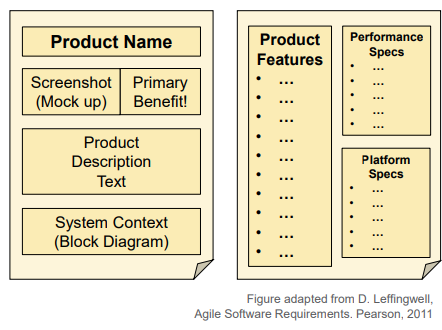 Product Name
Screenshot
(Mock up)
Primary
Benefit!
Product
Description
Text
System Context
(Block Diagram)
Product
Features
• ...
• ...
• ...
• ...
• ...
• ...
• ...
• ...
• ...
• ...
Performance
Specs
• ...
• ...
• ...
• ...
• ...
Platform
Specs
• ...
• ...
• ...
• ...
• ...
Figure adapted from D. Leffingwell,
Agile Software Requirements. Pearson, 2011